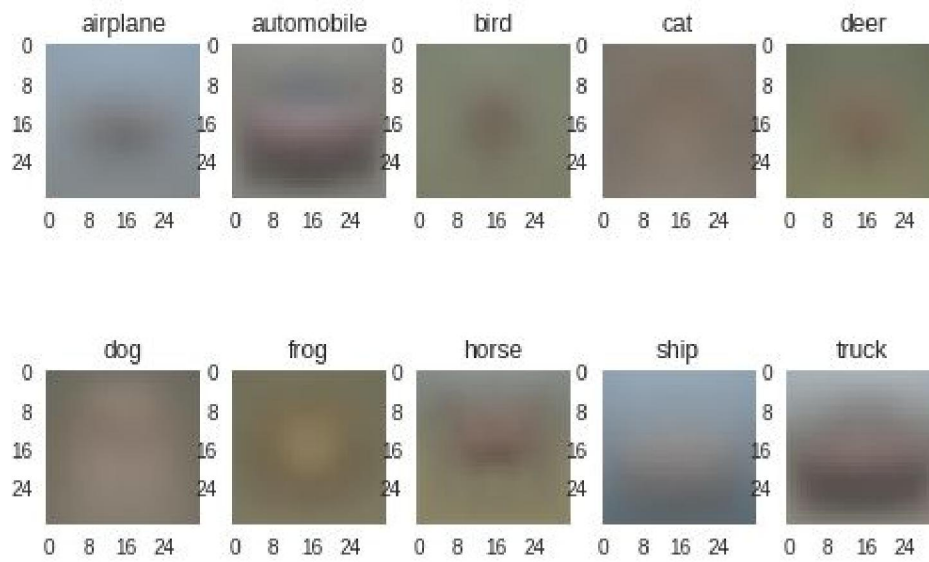 airplane automobile bird cat deer
0 0 0 0 0
8 8 8 8 8
16 16 16 16 16
24 24 24 24 24
0 8 16 24 0 8 16 24 0 8 16 24 0 8 16 24 0 8 16 24
dog frog horse ship truck
0 0 0 0 0
8 8 8 8 8
16 16 16 16 16
24 24 24 24 24
0 8 16 24 0 8 16 24 0 8 16 24 0 8 16 24 0 8 16 24